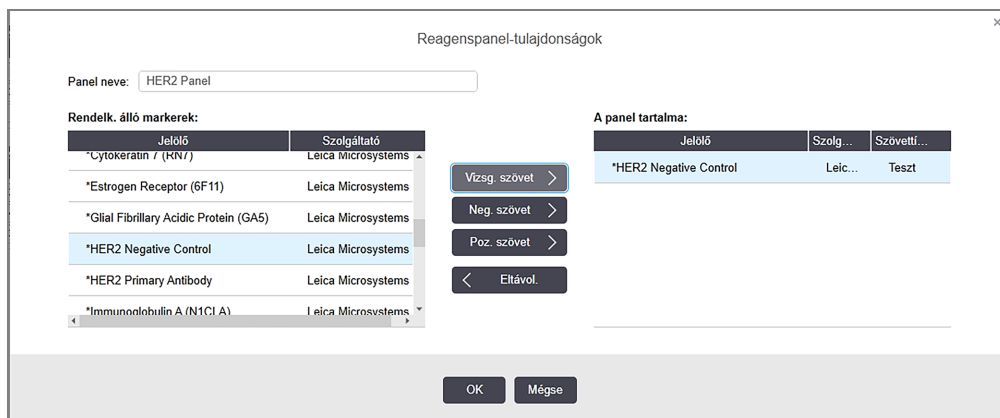 ×
Reagenspanel-tulajdonságok
Panel neve: HER2 Panel
Rendelk. álló markerek:
Jelölő Szolgáltató
*Cytokeratin 7 (RN7) Leica Microsystems
*Estrogen Receptor (6F11) Leica Microsystems
*Glial Fibrillary Acidic Protein (GA5) Leica Microsystems
*HER2 Negative Control Leica Microsystems
*HER2 Primary Antibody Leica Microsystems
*Immunoglobulin A (N1CLA) Leica Microsystems
Vizsg. szövet
Neg. szövet
Poz. szövet
Eltávol.
A panel tartalma:
Jelölő Szolg... Szövettí...
*HER2 Negative Control Leic... Teszt
OK Mégse